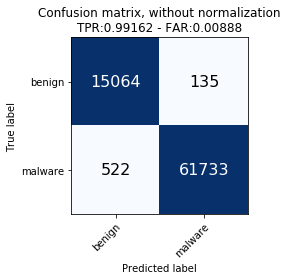 Confusion matrix, without normalization
TPR:0.99162 - FAR:0.00888
True label
benign
15064 135
malware
522 61733
benign malware
Predicted label